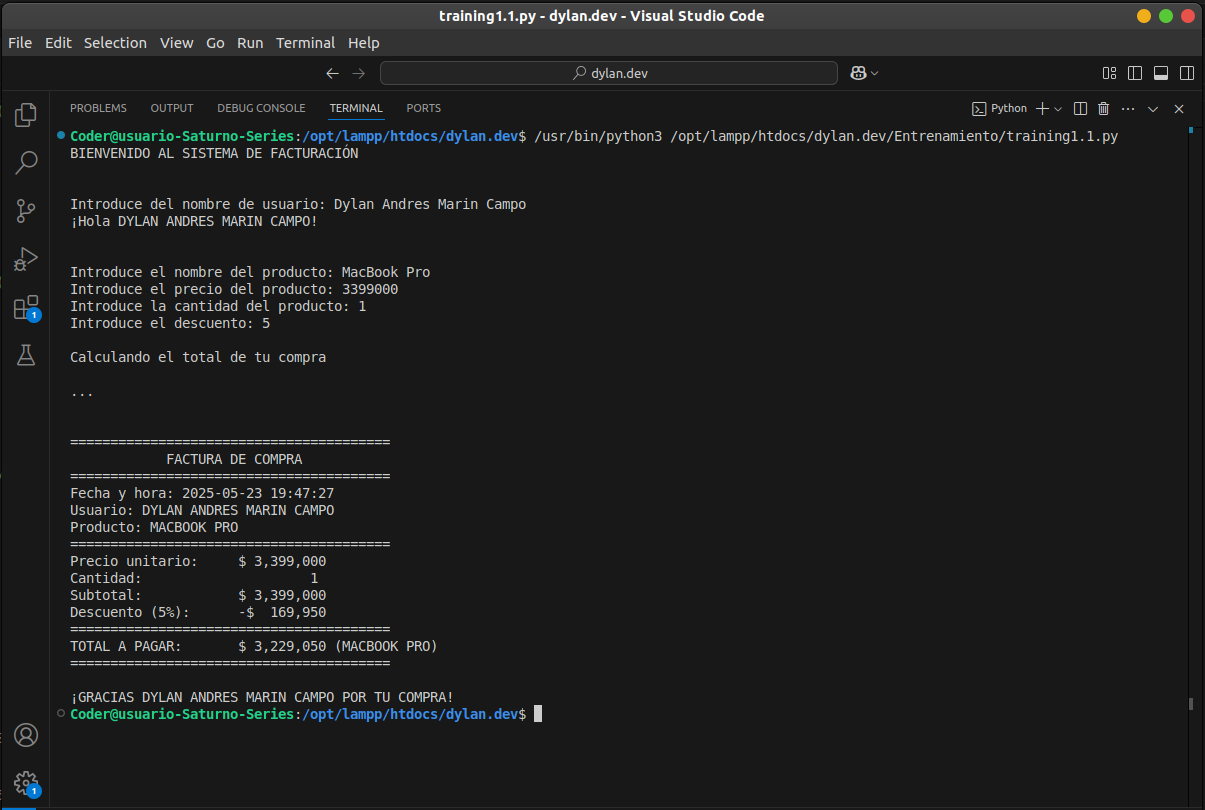 training1.1.py - dylan.dev - Visual Studio Code
File Edit Selection View Go Run Terminal Help
dylan.dev
PROBLEMS OUTPUT DEBUG CONSOLE TERMINAL PORTS Python
Coder@usuario-Saturno-Series:/opt/lampp/htdocs/dylan.dev$ /usr/bin/python3 /opt/lampp/htdocs/dylan.dev/Entrenamiento/training1.1.py
BIENVENIDO AL SISTEMA DE FACTURACIÓN
Introduce del nombre de usuario: Dylan Andres Marin Campo
¡Hola DYLAN ANDRES MARIN CAMPO!
Introduce el nombre del producto: MacBook Pro
Introduce el precio del producto: 3399000
Introduce la cantidad del producto: 1
Introduce el descuento: 5
Calculando el total de tu compra
...
========================================
FACTURA DE COMPRA
========================================
Fecha y hora: 2025-05-23 19:47:27
Usuario: DYLAN ANDRES MARIN CAMPO
Producto: MACBOOK PRO
========================================
Precio unitario: $ 3,399,000
Cantidad: 1
Subtotal: $ 3,399,000
Descuento (5%): -$ 169,950
========================================
TOTAL A PAGAR: $ 3,229,050 (MACBOOK PRO)
========================================
¡GRACIAS DYLAN ANDRES MARIN CAMPO POR TU COMPRA!
Coder@usuario-Saturno-Series:/opt/lampp/htdocs/dylan.dev$
1
1